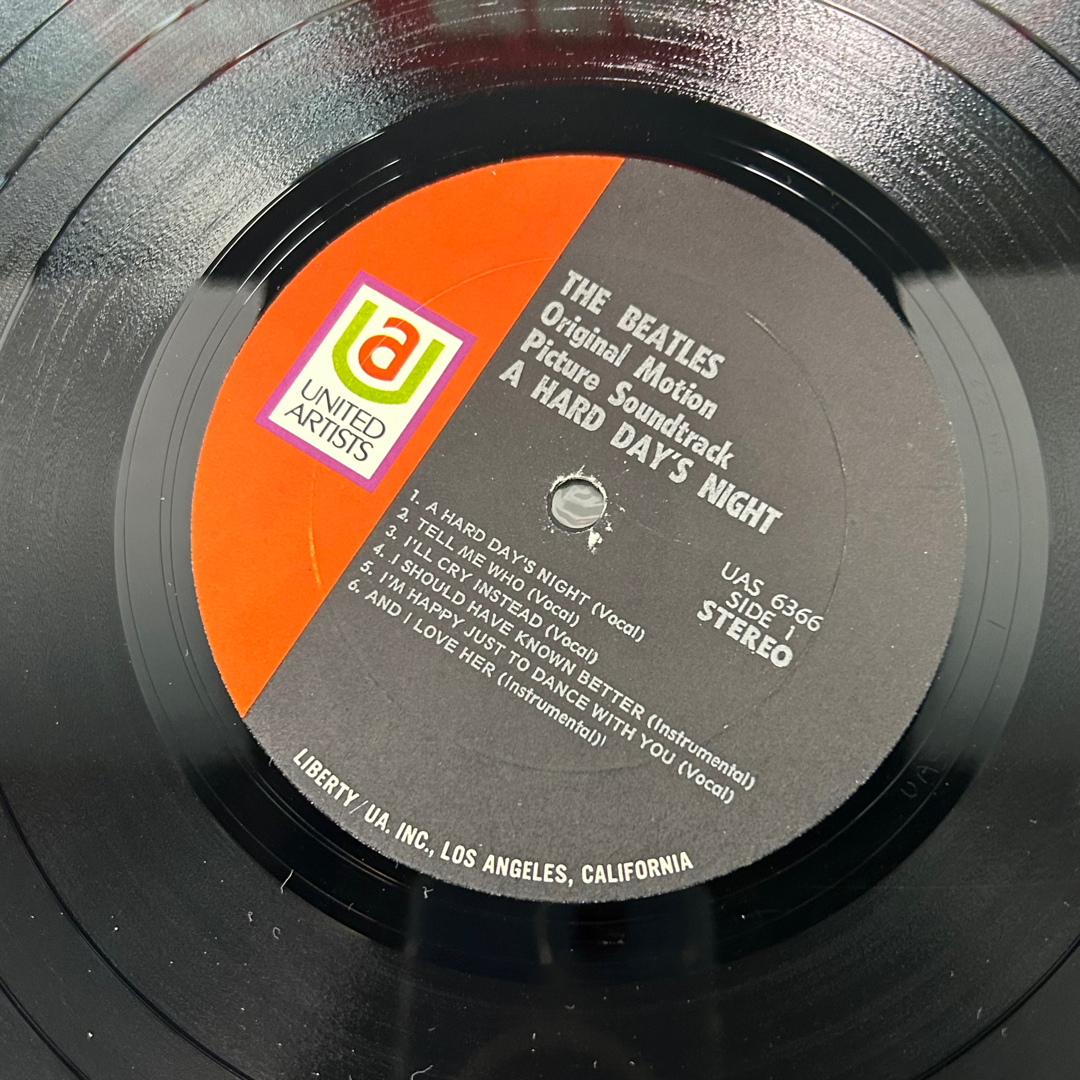 ua
UNITED
ARTISTS
THE BEATLES
Original Motion
Picture Soundtrack
A HARD DAY'S NIGHT
UAS 6366
SIDE 1
STEREO
1. A HARD DAY'S NIGHT (Vocal)
2. TELL ME WHO (Vocal)
3. I'LL CRY INSTEAD (Vocal)
4. I SHOULD HAVE KNOWN BETTER (Instrumental)
5. I'M HAPPY JUST TO DANCE WITH YOU (Vocal)
6. AND I LOVE HER (Instrumental))
LIBERTY/UA, INC., LOS ANGELES, CALIFORNIA
UA